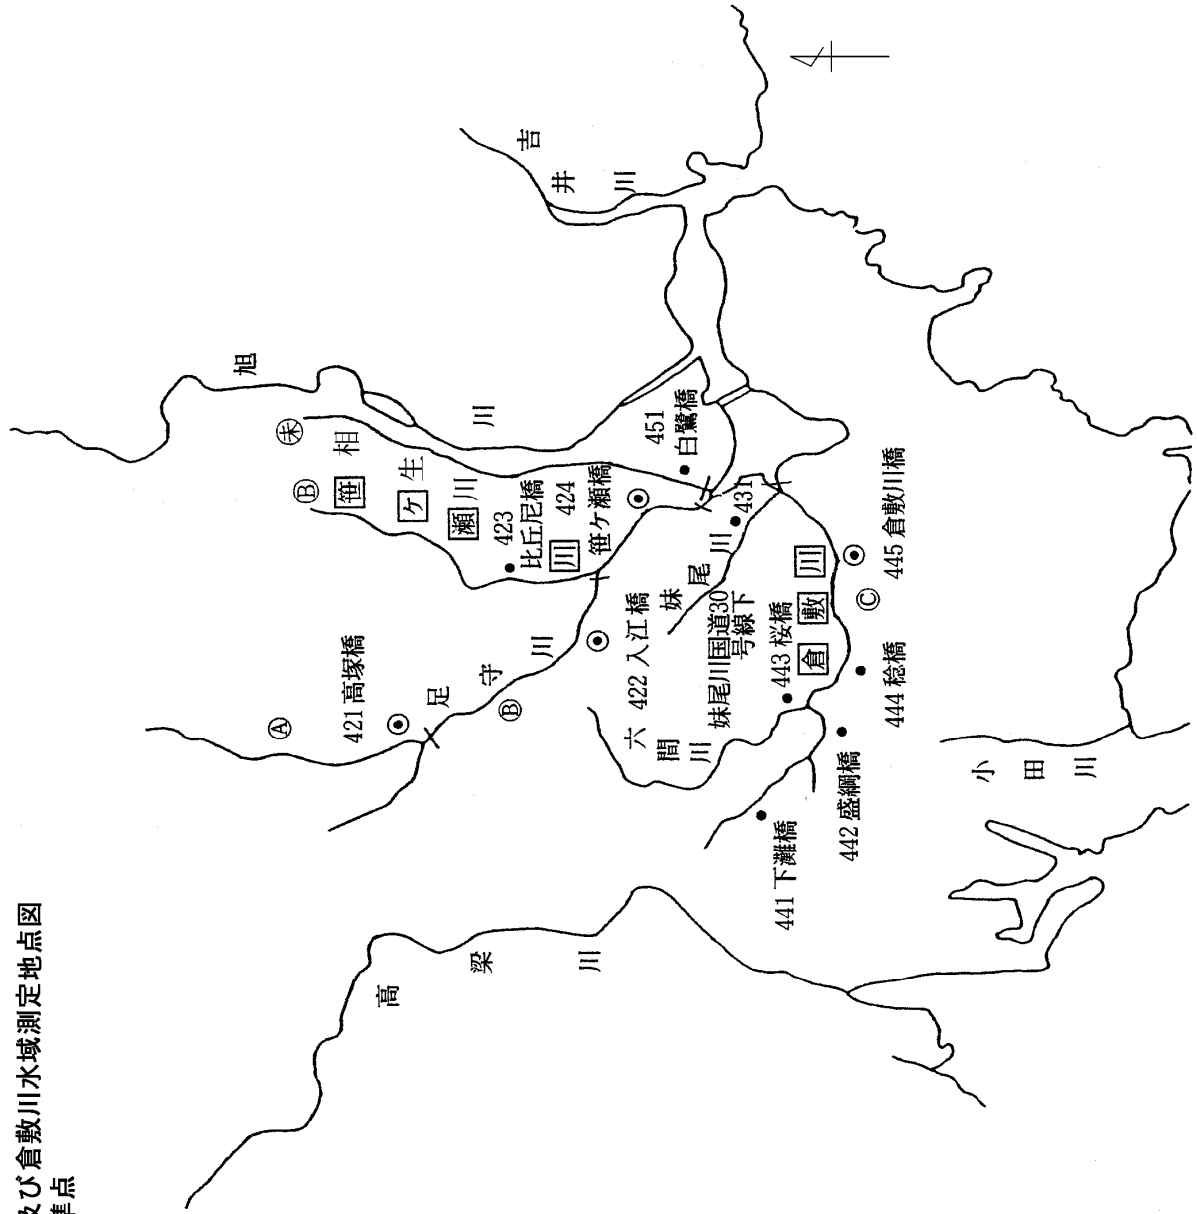 及び倉敷川水域測定地点図
準点
吉井川
旭川
相生川
笹ケ瀬川
足守川
妹尾川
六間川
倉敷川
高梁川
小田川
421 高塚橋
422 入江橋
423 比丘尼橋
424 笹ケ瀬橋
431 妹尾川国道30
号線下
441 下灘橋
442 盛綱橋
443 桜橋
444 稔橋
445 倉敷川橋
451 白鷺橋
Ⓐ
Ⓑ
Ⓑ
Ⓒ
未